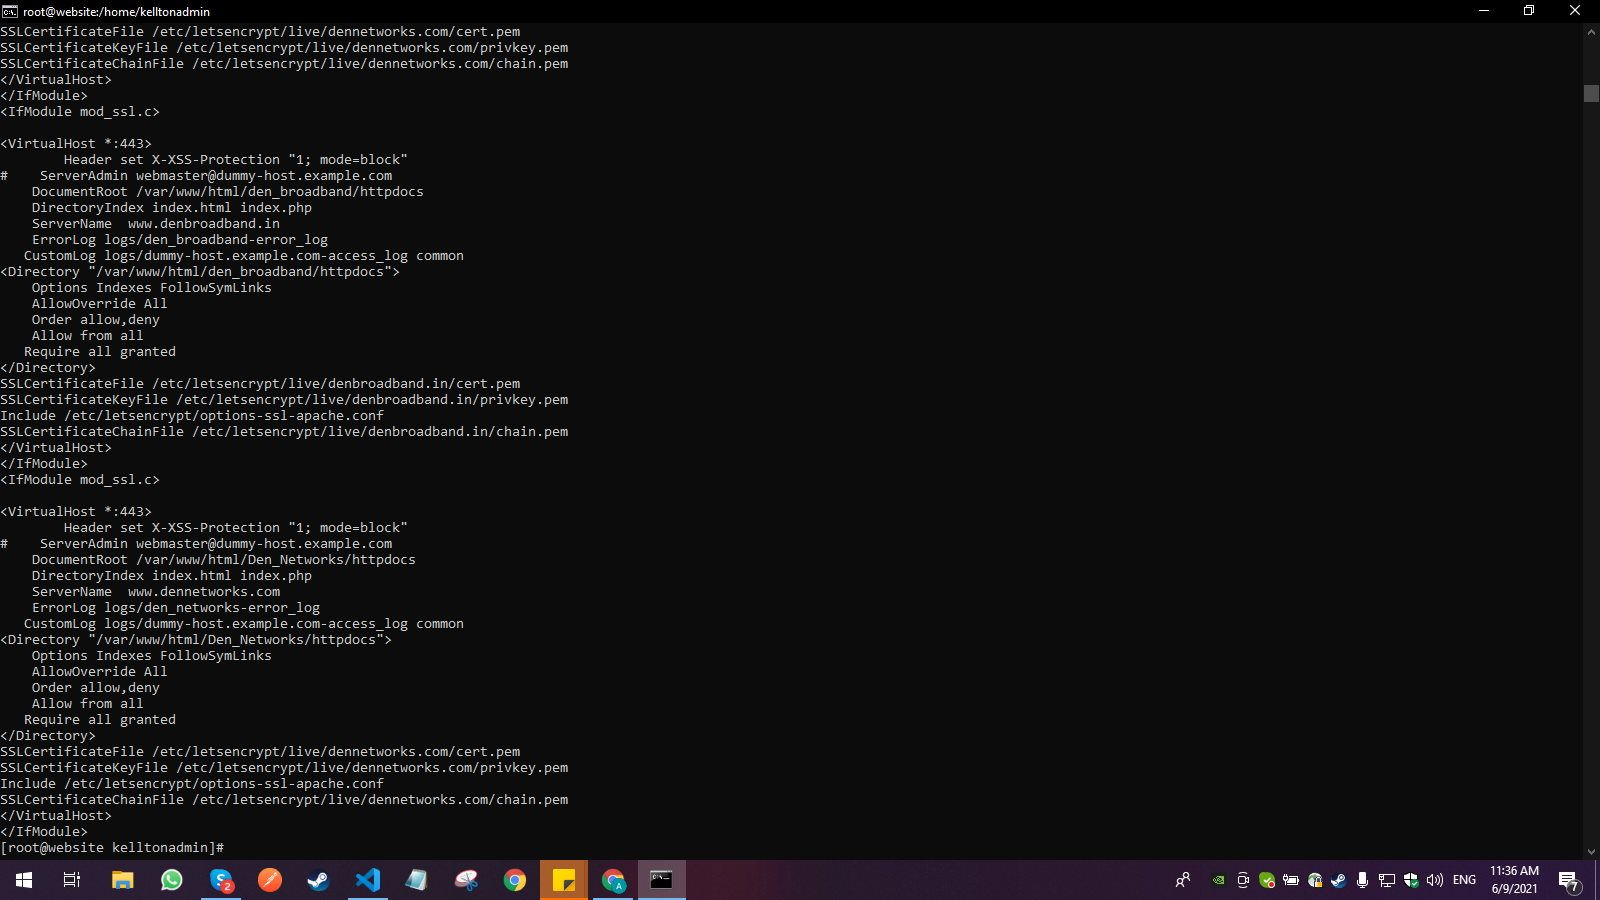 root@website:/home/kelltonadmin
SSLCertificateFile /etc/letsencrypt/live/dennetworks.com/cert.pem
SSLCertificateKeyFile /etc/letsencrypt/live/dennetworks.com/privkey.pem
SSLCertificateChainFile /etc/letsencrypt/live/dennetworks.com/chain.pem
</VirtualHost>
</IfModule>
<IfModule mod_ssl.c>
<VirtualHost *:443>
Header set X-XSS-Protection "1; mode=block"
# ServerAdmin webmaster@dummy-host.example.com
DocumentRoot /var/www/html/den_broadband/httpdocs
DirectoryIndex index.html index.php
ServerName www.denbroadband.in
ErrorLog logs/den_broadband-error_log
CustomLog logs/dummy-host.example.com-access_log common
<Directory "/var/www/html/den_broadband/httpdocs">
Options Indexes FollowSymLinks
AllowOverride All
Order allow,deny
Allow from all
Require all granted
</Directory>
SSLCertificateFile /etc/letsencrypt/live/denbroadband.in/cert.pem
SSLCertificateKeyFile /etc/letsencrypt/live/denbroadband.in/privkey.pem
Include /etc/letsencrypt/options-ssl-apache.conf
SSLCertificateChainFile /etc/letsencrypt/live/denbroadband.in/chain.pem
</VirtualHost>
</IfModule>
<IfModule mod_ssl.c>
<VirtualHost *:443>
Header set X-XSS-Protection "1; mode=block"
# ServerAdmin webmaster@dummy-host.example.com
DocumentRoot /var/www/html/Den_Networks/httpdocs
DirectoryIndex index.html index.php
ServerName www.dennetworks.com
ErrorLog logs/den_networks-error_log
CustomLog logs/dummy-host.example.com-access_log common
<Directory "/var/www/html/Den_Networks/httpdocs">
Options Indexes FollowSymLinks
AllowOverride All
Order allow,deny
Allow from all
Require all granted
</Directory>
SSLCertificateFile /etc/letsencrypt/live/dennetworks.com/cert.pem
SSLCertificateKeyFile /etc/letsencrypt/live/dennetworks.com/privkey.pem
Include /etc/letsencrypt/options-ssl-apache.conf
SSLCertificateChainFile /etc/letsencrypt/live/dennetworks.com/chain.pem
</VirtualHost>
</IfModule>
[root@website kelltonadmin]#
2
A
ENG
11:36 AM
6/9/2021
7